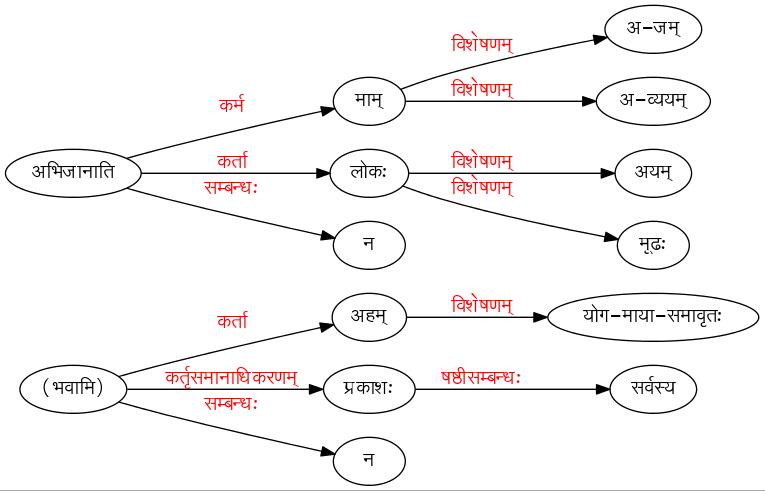 अ-जम्
विशेषणम्
माम्
विशेषणम्
अ-व्ययम्
कर्म
अभिजानाति
कर्ता
लोकः
विशेषणम्
अयम्
सम्बन्धः
विशेषणम्
न
मूढः
अहम्
विशेषणम्
योग-माया-समावृतः
कर्ता
(भवामि)
कर्तृसमानाधिकरणम्
प्रकाशः
षष्ठीसम्बन्धः
सर्वस्य
सम्बन्धः
न